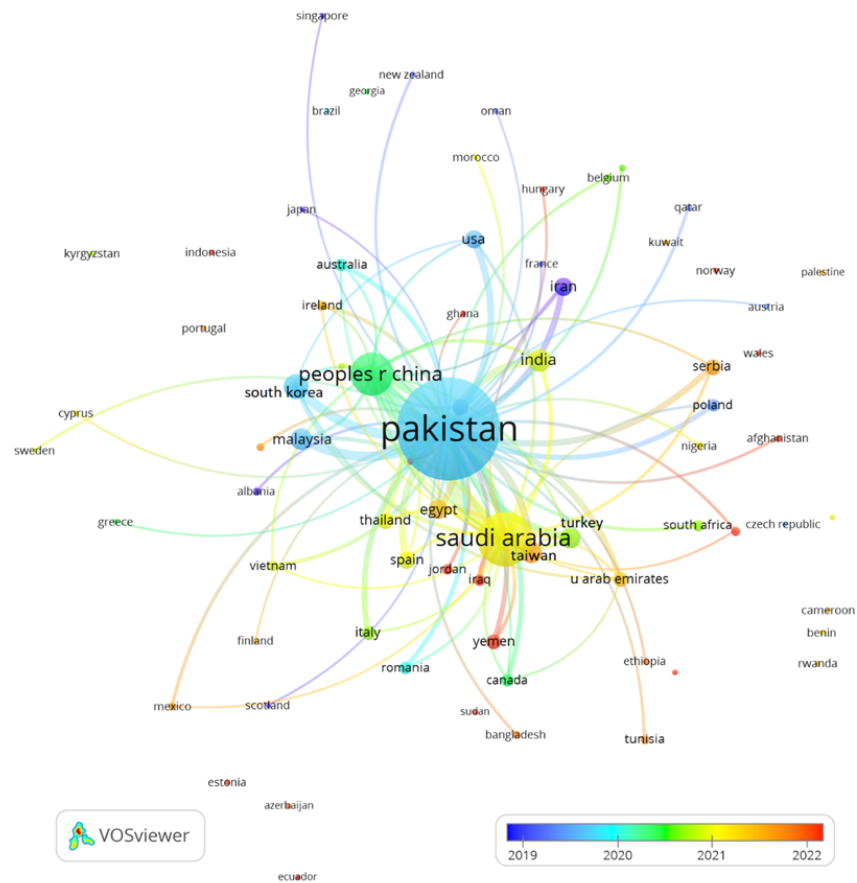 singapore
new zealand
georgia
brazil
oman
morocco
belgium
hungary
japan
qatar
usa
kuwait
kyrgyzstan
indonesia
australia
france
norway
palestine
iran
ireland
ghana
austria
portugal
wales
india
serbia
peoples r china
south korea
poland
cyprus
pakistan
malaysia
afghanistan
sweden
nigeria
albania
egypt
greece
thailand
turkey
south africa
czech republic
saudi arabia
taiwan
spain
vietnam
jordan
iraq
u arab emirates
cameroon
italy
benin
finland
yemen
romania
ethiopia
rwanda
canada
mexico
scotland
sudan
bangladesh
tunisia
estonia
azerbaijan
VOSviewer
2019 2020 2021 2022
ecuador